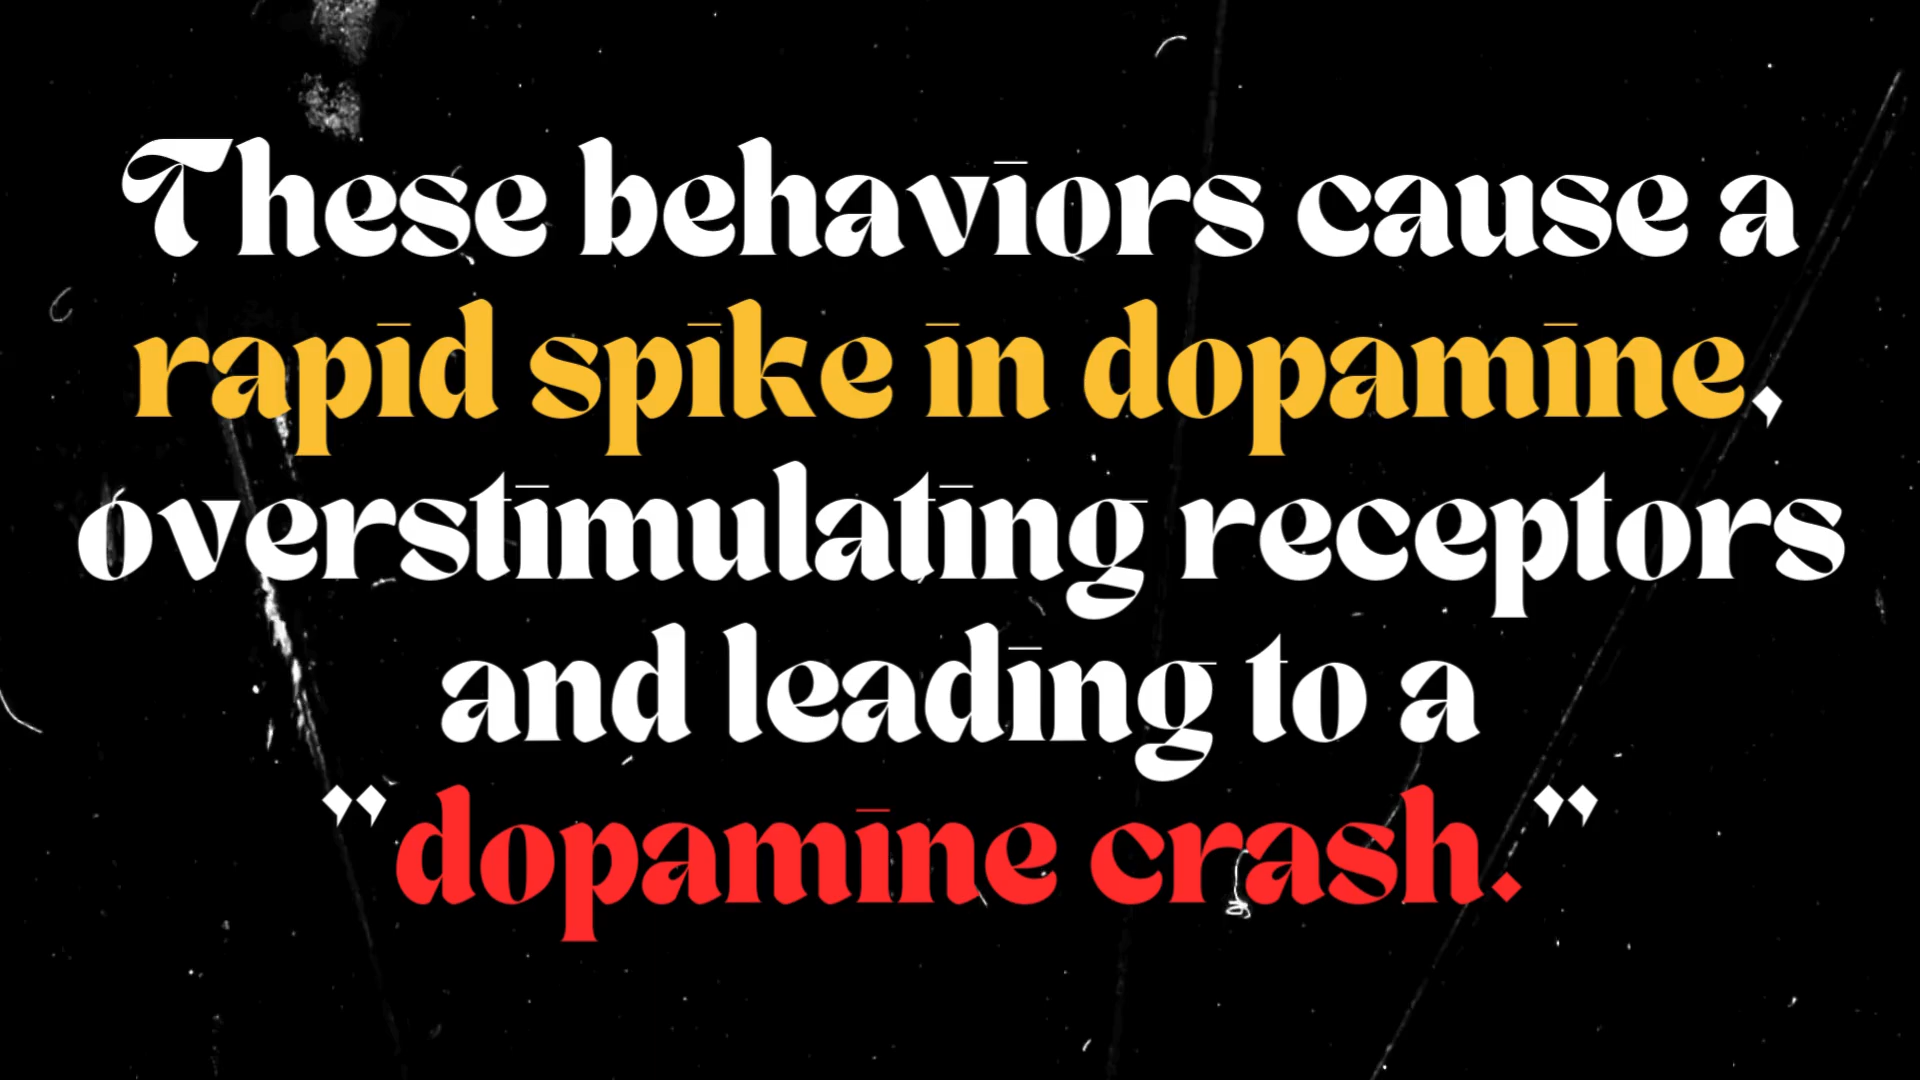 These behaviors cause a
rapid spike in dopamine,
overstimulating receptors
and leading to a
"dopamine crash."